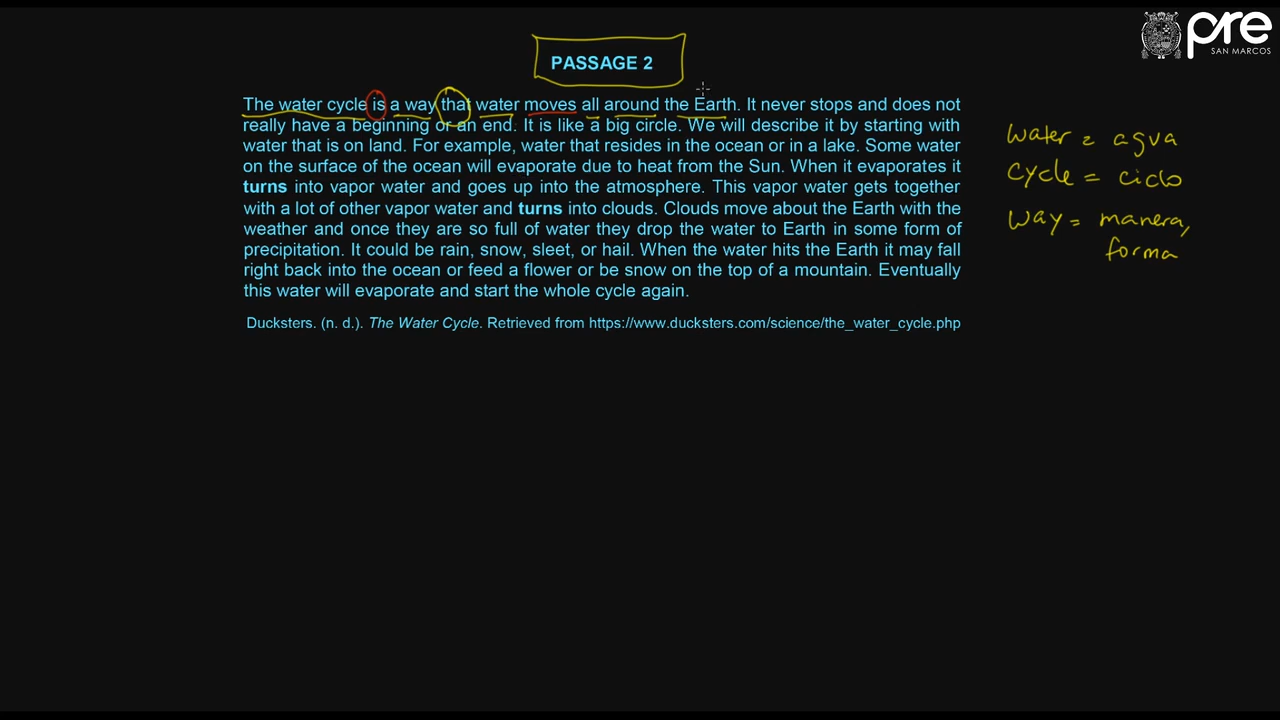 pre
SAN MARCOS
PASSAGE 2
The water cycle is a way that water moves all around the Earth. It never stops and does not
really have a beginning or an end. It is like a big circle. We will describe it by starting with
water that is on land. For example, water that resides in the ocean or in a lake. Some water
on the surface of the ocean will evaporate due to heat from the Sun. When it evaporates it
turns into vapor water and goes up into the atmosphere. This vapor water gets together
with a lot of other vapor water and turns into clouds. Clouds move about the Earth with the
weather and once they are so full of water they drop the water to Earth in some form of
precipitation. It could be rain, snow, sleet, or hail. When the water hits the Earth it may fall
right back into the ocean or feed a flower or be snow on the top of a mountain. Eventually
this water will evaporate and start the whole cycle again.
Ducksters. (n. d.). The Water Cycle. Retrieved from https://www.ducksters.com/science/the_water_cycle.php
water = agua
cycle = ciclo
way = manera,
forma